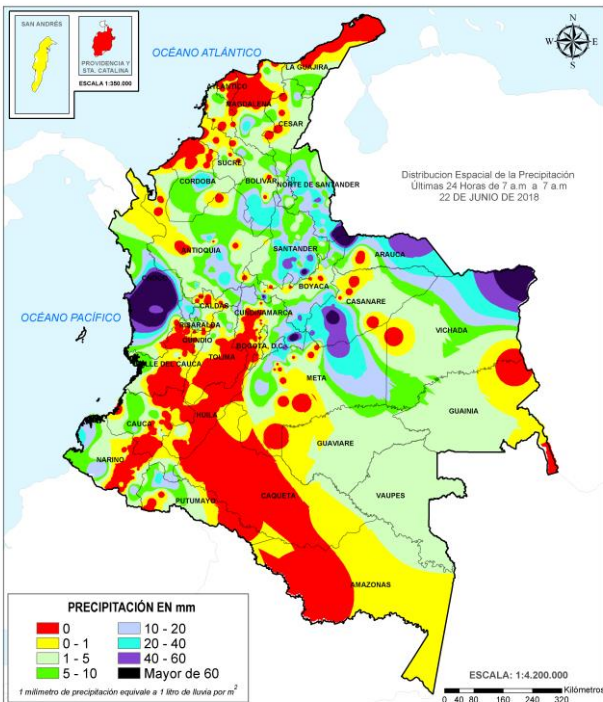 SAN ANDRÉS
PROVIDENCIA Y
STA. CATALINA
ESCALA 1:350.000
N
W E
S
OCÉANO ATLÁNTICO
LA GUAJIRA
ATLANTICO
MAGDALENA
CESAR
SUCRE
CORDOBA
BOLIVAR
NORTE DE SANTANDER
Distribucion Espacial de la Precipitación
Últimas 24 Horas de 7 a.m a 7 a.m
22 DE JUNIO DE 2018
ANTIOQUIA
SANTANDER
ARAUCA
BOYACA
CASANARE
OCÉANO PACÍFICO
CALDAS
CUNDINAMARCA
RISARALDA
VICHADA
QUINDIO
BOGOTA, D.C.
TOLIMA
VALLE DEL CAUCA
META
GUAINIA
CAUCA
HUILA
GUAVIARE
NARIÑO
PUTUMAYO
CAQUETA
VAUPES
AMAZONAS
PRECIPITACIÓN EN mm
0
0 - 1
1 - 5
5 - 10
10 - 20
20 - 40
40 - 60
Mayor de 60
1 milimetro de precipitación equivale a 1 litro de lluvia por m²
ESCALA: 1:4.200.000
0 40 80 160 240 320 Kilómetros